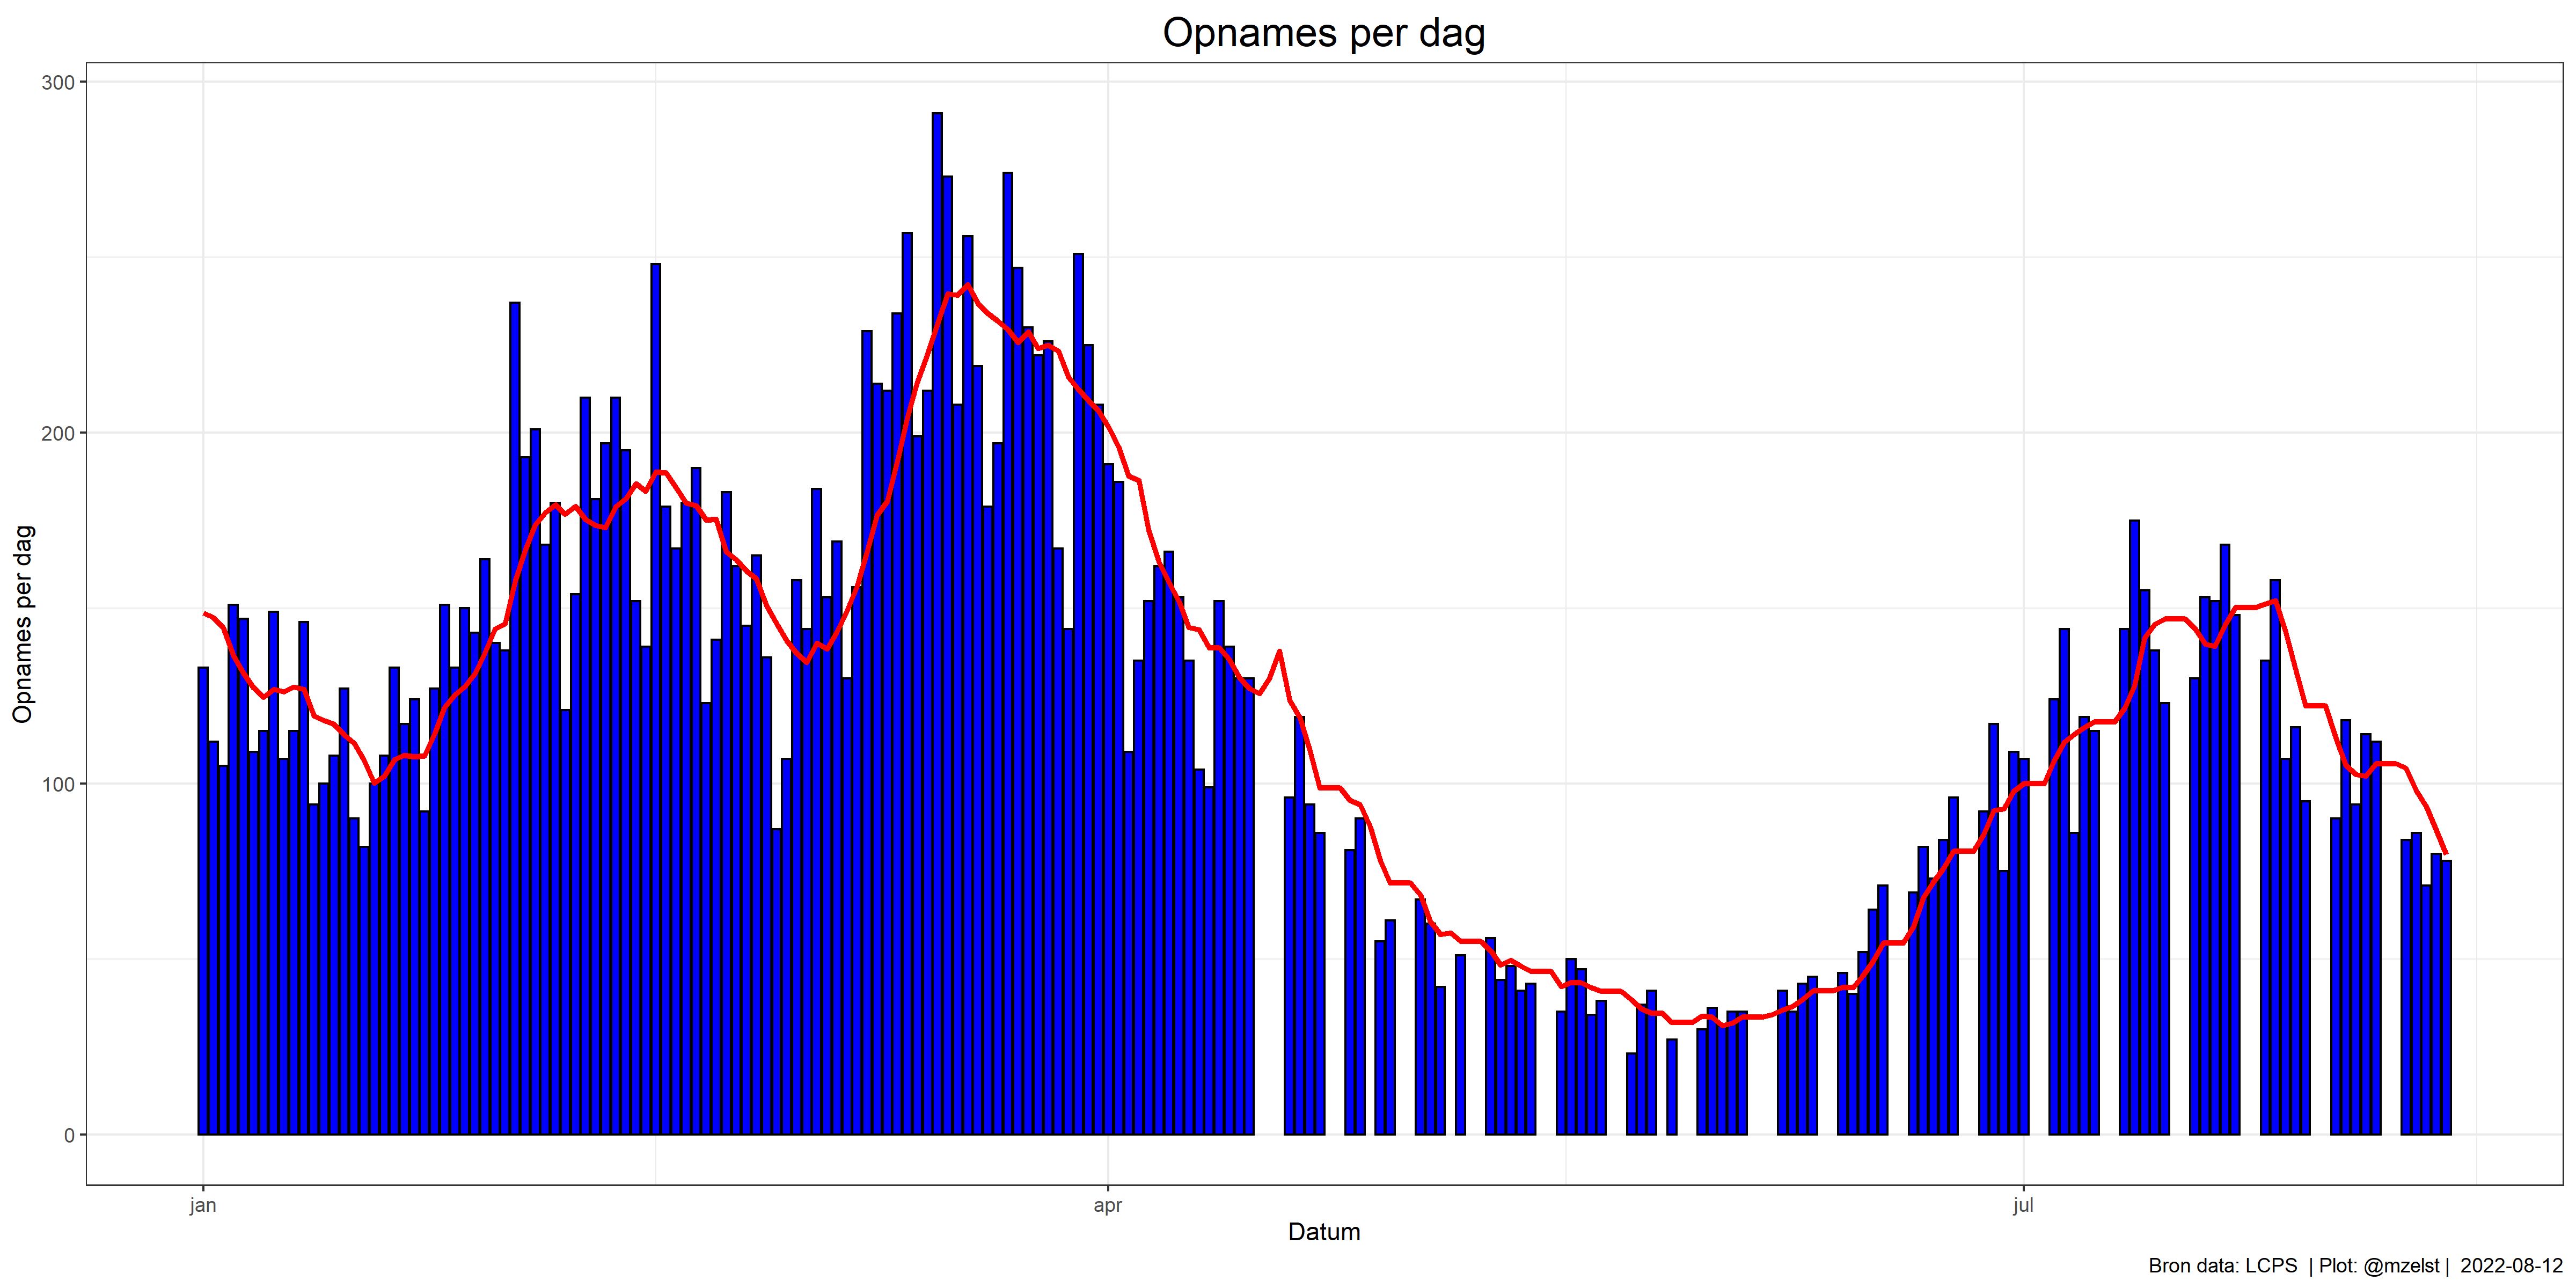 Opnames per dag
300
200
100
0
Opnames per dag
jan
apr
jul
Datum
Bron data: LCPS | Plot: @mzelst | 2022-08-12